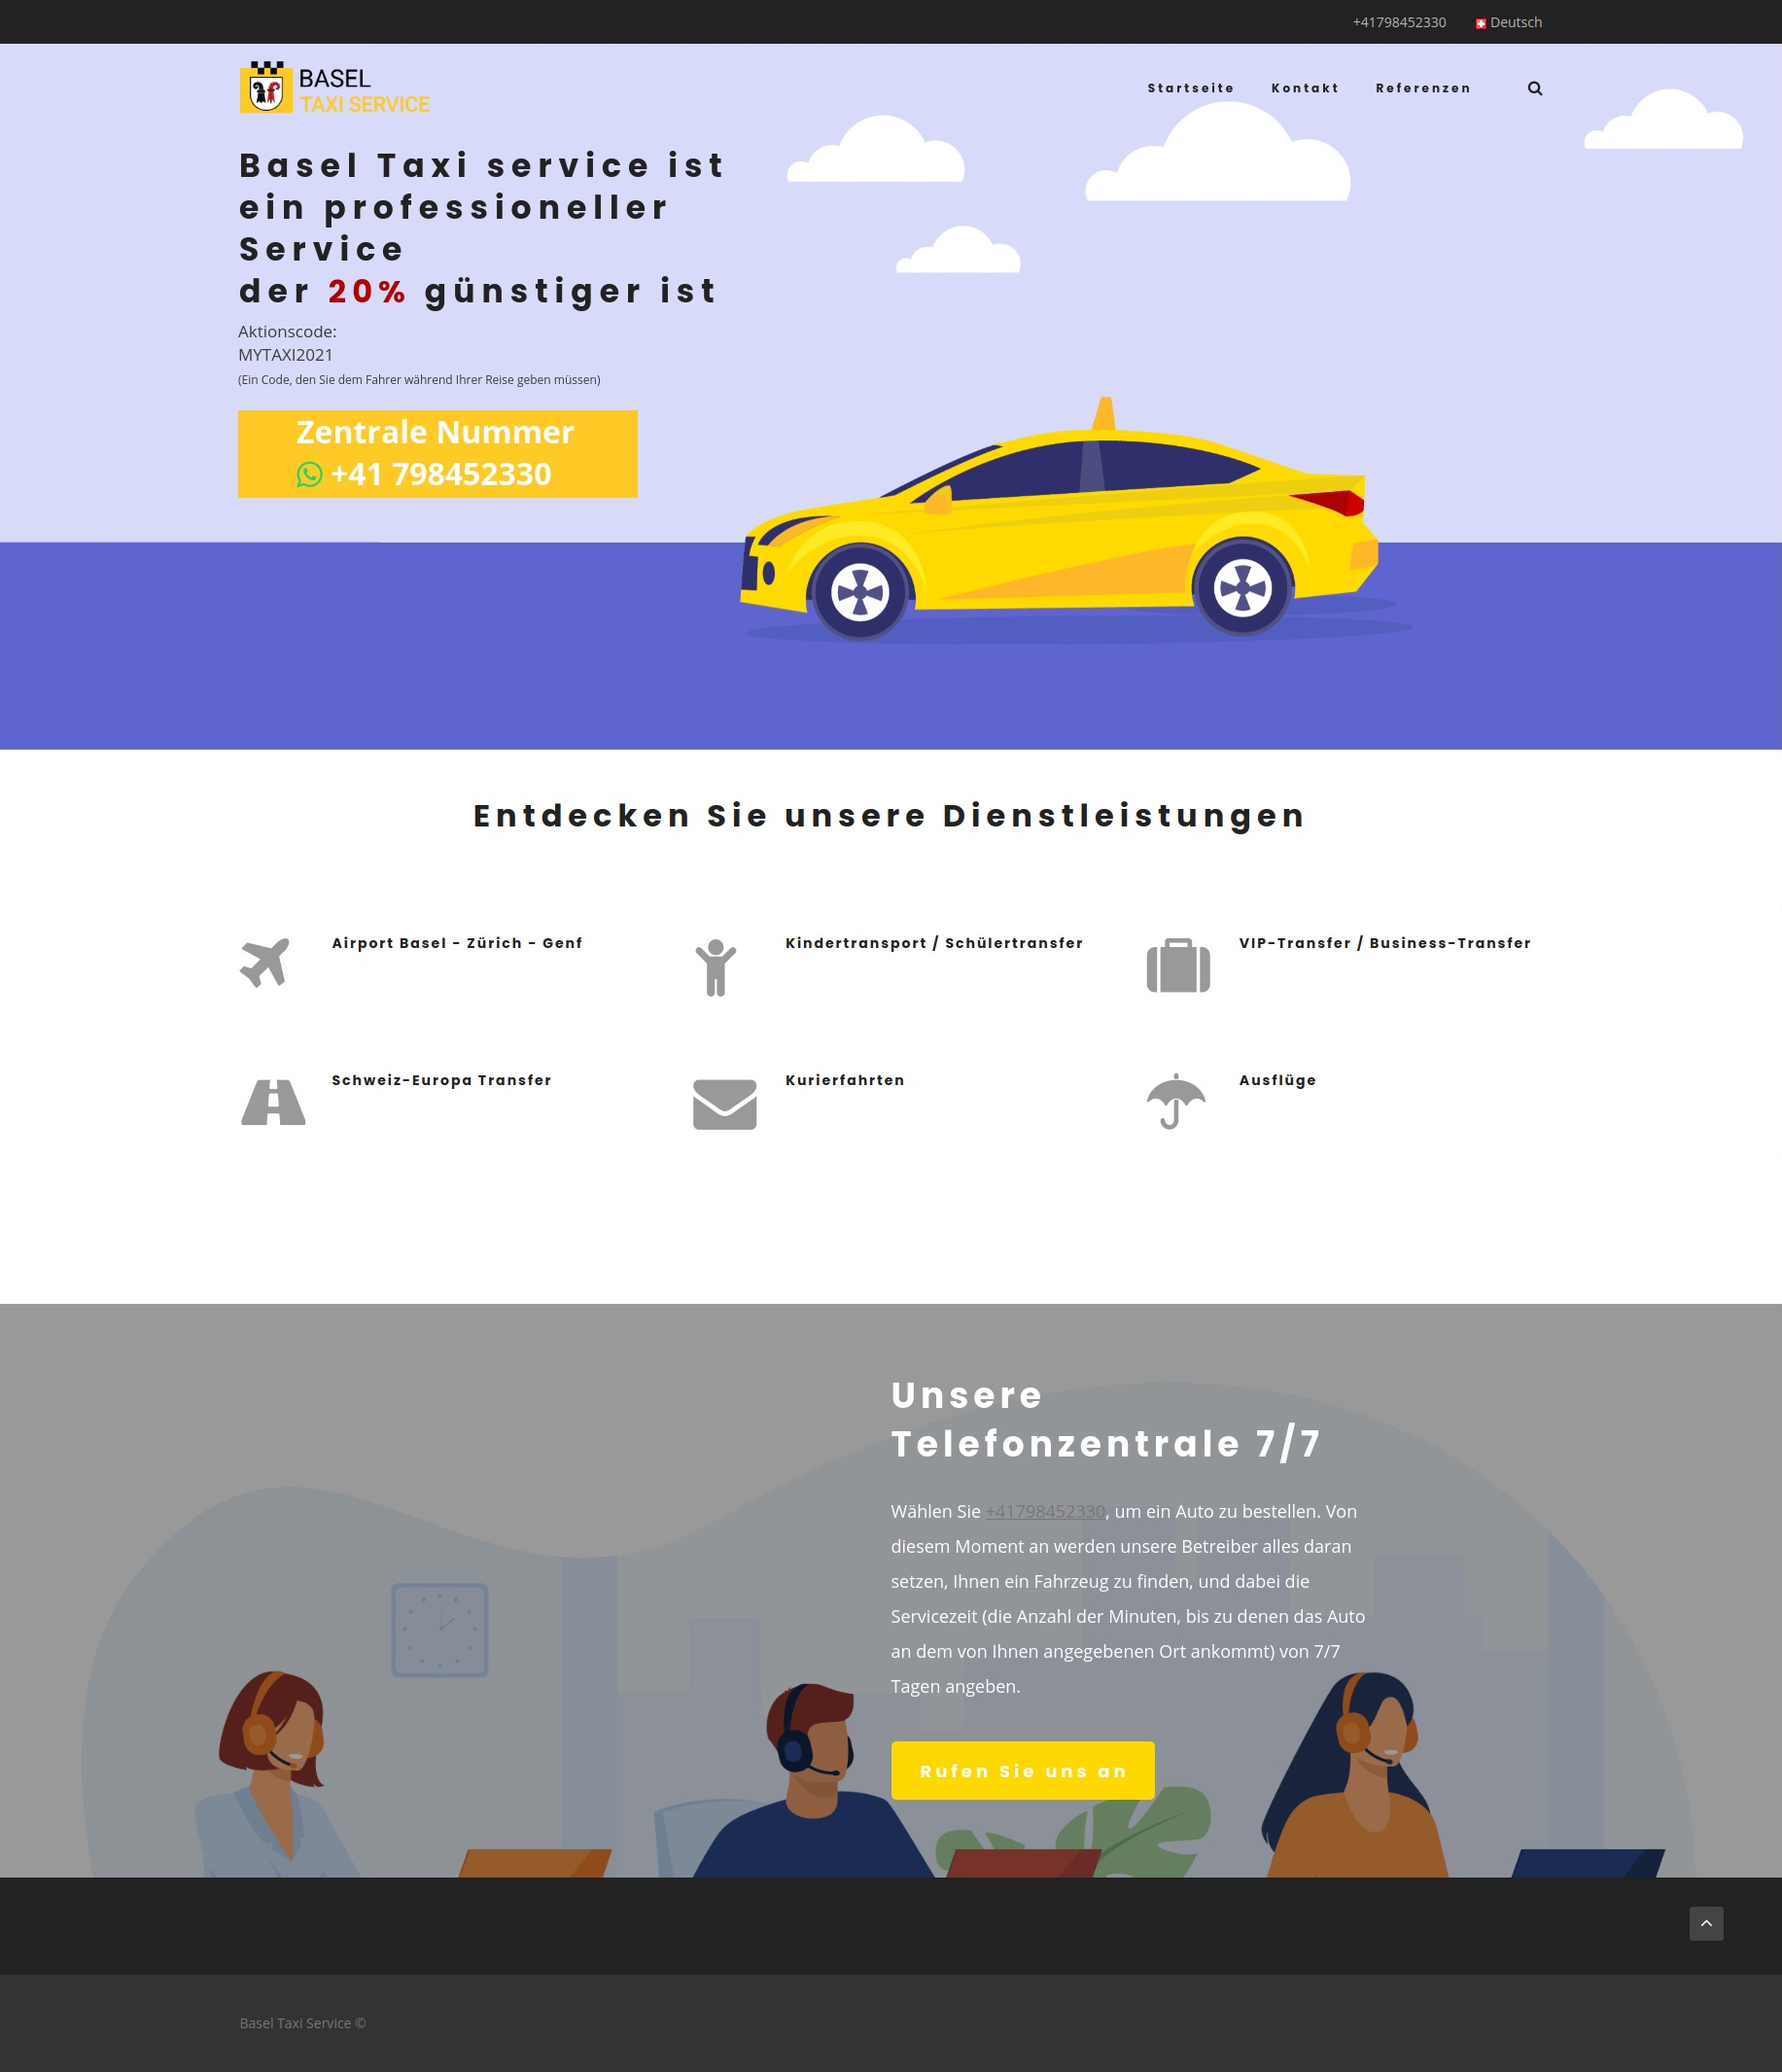 +41798452330 Deutsch
BASEL
TAXI SERVICE
Startseite Kontakt Referenzen
Basel Taxi service ist
ein professioneller
Service
der 20% günstiger ist
Aktionscode:
MYTAXI2021
(Ein Code, den Sie dem Fahrer während Ihrer Reise geben müssen)
Zentrale Nummer
+41 798452330
Entdecken Sie unsere Dienstleistungen
Airport Basel - Zürich - Genf
Kindertransport / Schülertransfer
VIP-Transfer / Business-Transfer
Schweiz-Europa Transfer
Kurierfahrten
Ausflüge
Unsere
Telefonzentrale 7/7
Wählen Sie +41798452330, um ein Auto zu bestellen. Von
diesem Moment an werden unsere Betreiber alles daran
setzen, Ihnen ein Fahrzeug zu finden, und dabei die
Servicezeit (die Anzahl der Minuten, bis zu denen das Auto
an dem von Ihnen angegebenen Ort ankommt) von 7/7
Tagen angeben.
Rufen Sie uns an
Basel Taxi Service ©